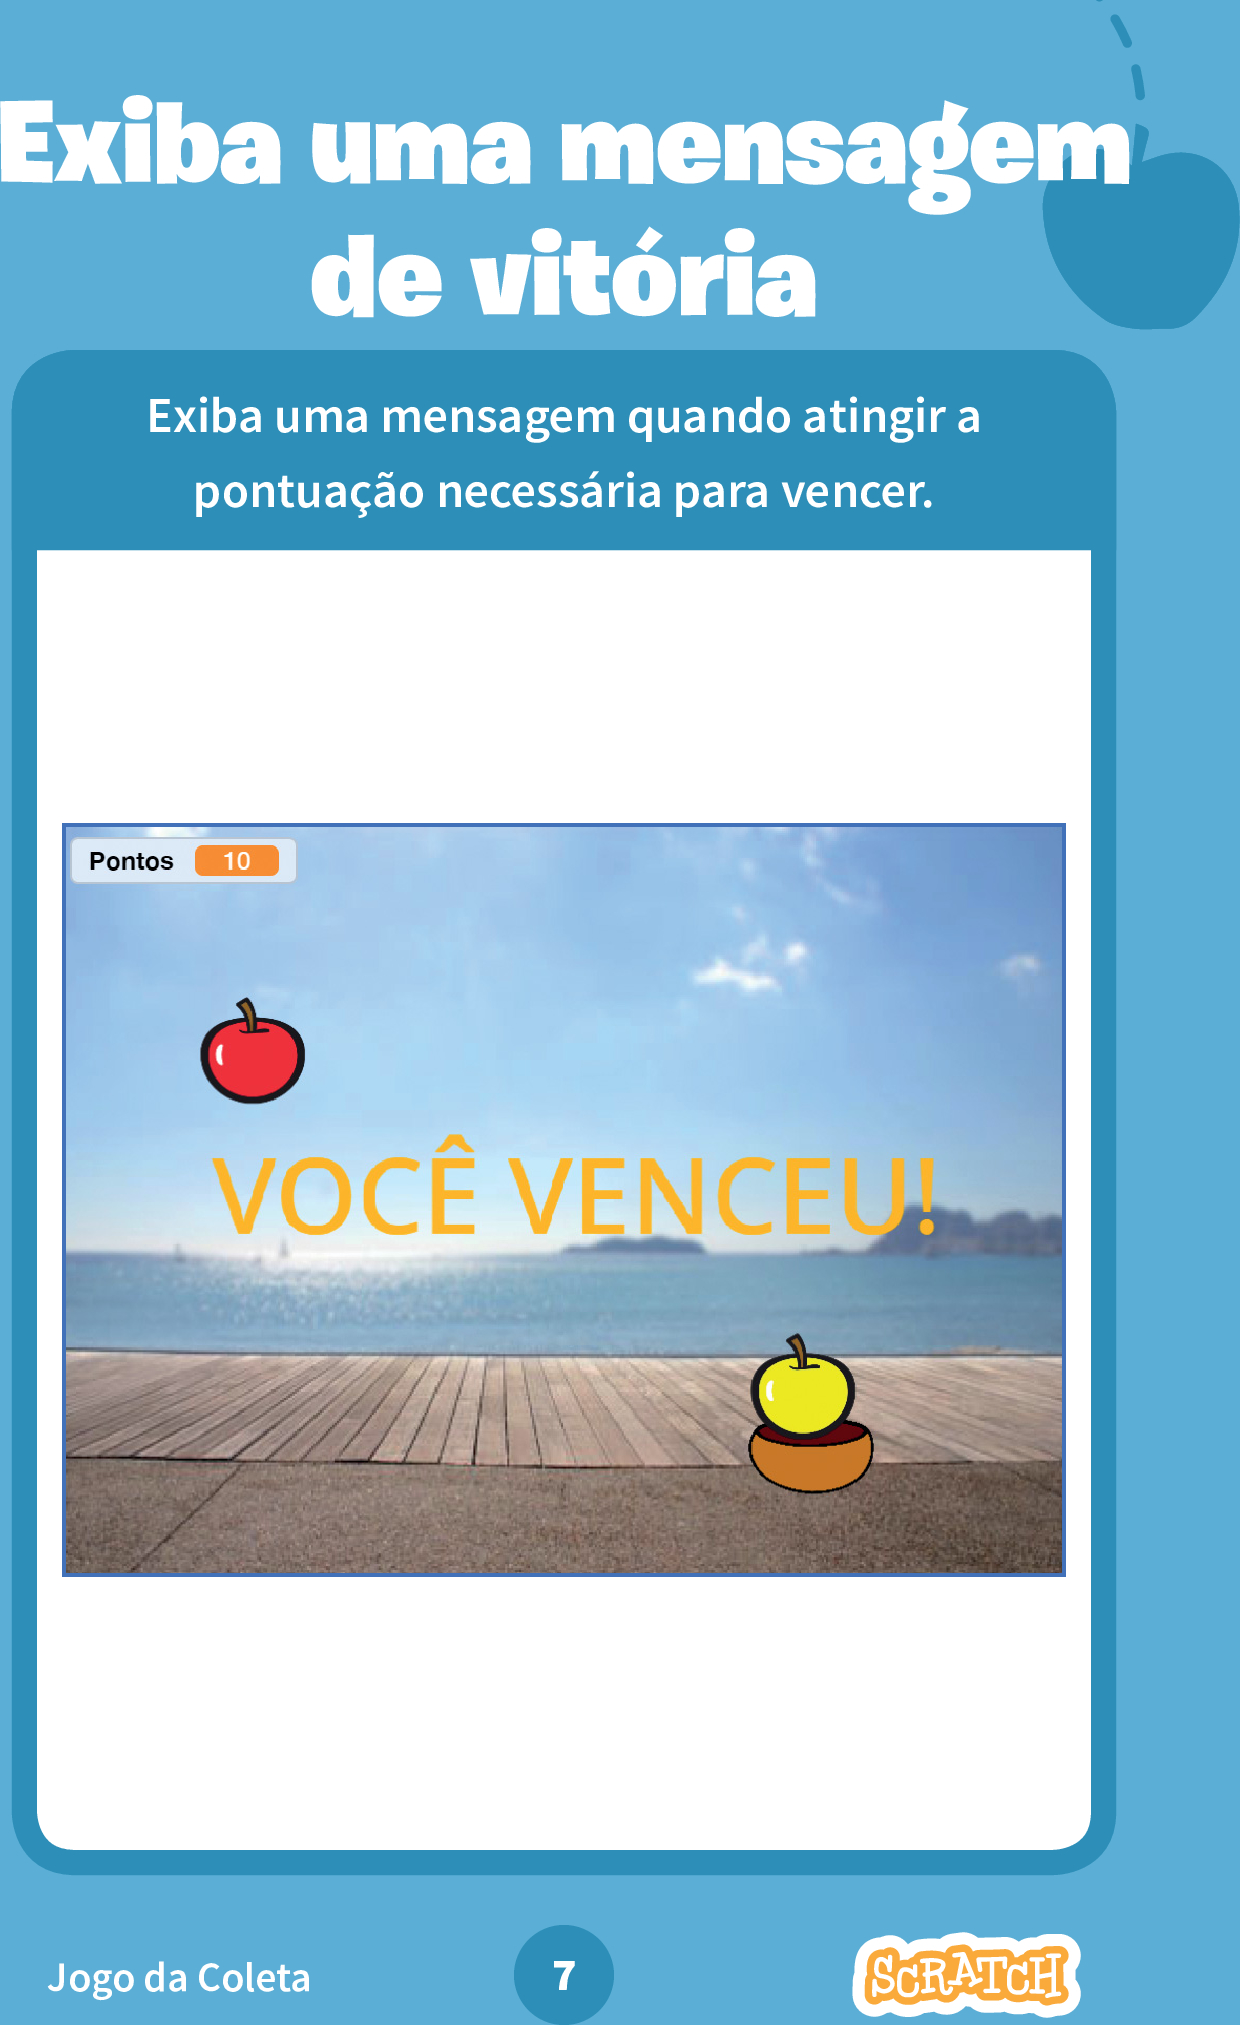 Exiba uma mensagem
de vitória
Exiba uma mensagem quando atingir a
pontuação necessária para vencer.
Pontos 10
VOCÊ VENCEU!
Jogo da Coleta
7
SCRATCH